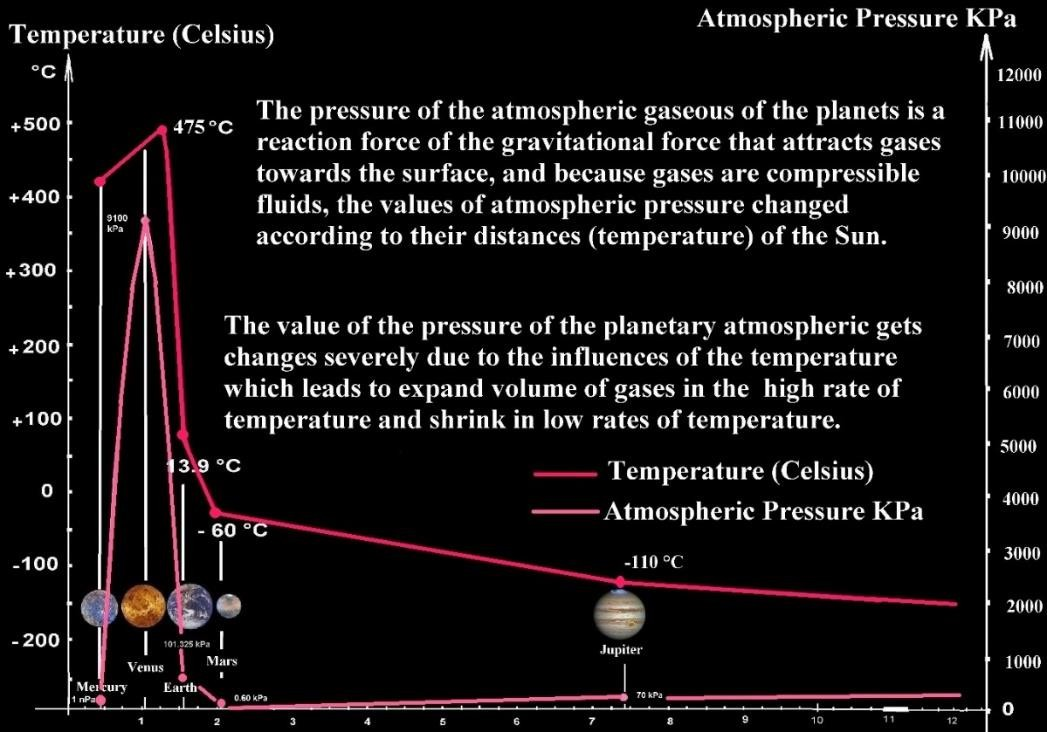 Temperature (Celsius)
Atmospheric Pressure KPa
°C
12000
+500
475 °C
11000
The pressure of the atmospheric gaseous of the planets is a
reaction force of the gravitational force that attracts gases
towards the surface, and because gases are compressible
fluids, the values of atmospheric pressure changed
according to their distances (temperature) of the Sun.
+400
10000
9100
kPa
9000
+300
8000
The value of the pressure of the planetary atmospheric gets
changes severely due to the influences of the temperature
which leads to expand volume of gases in the high rate of
temperature and shrink in low rates of temperature.
+200
7000
6000
+100
5000
13.9 °C
Temperature (Celsius)
0
4000
Atmospheric Pressure KPa
- 60 °C
-100
3000
-110 °C
2000
-200
101.325 kPa
Jupiter
Venus
Mars
1000
Mercury
Earth
1 nPa
0.60 kPa
70 kPa
0
1 2 3 4 5 6 7 8 9 10 11 12